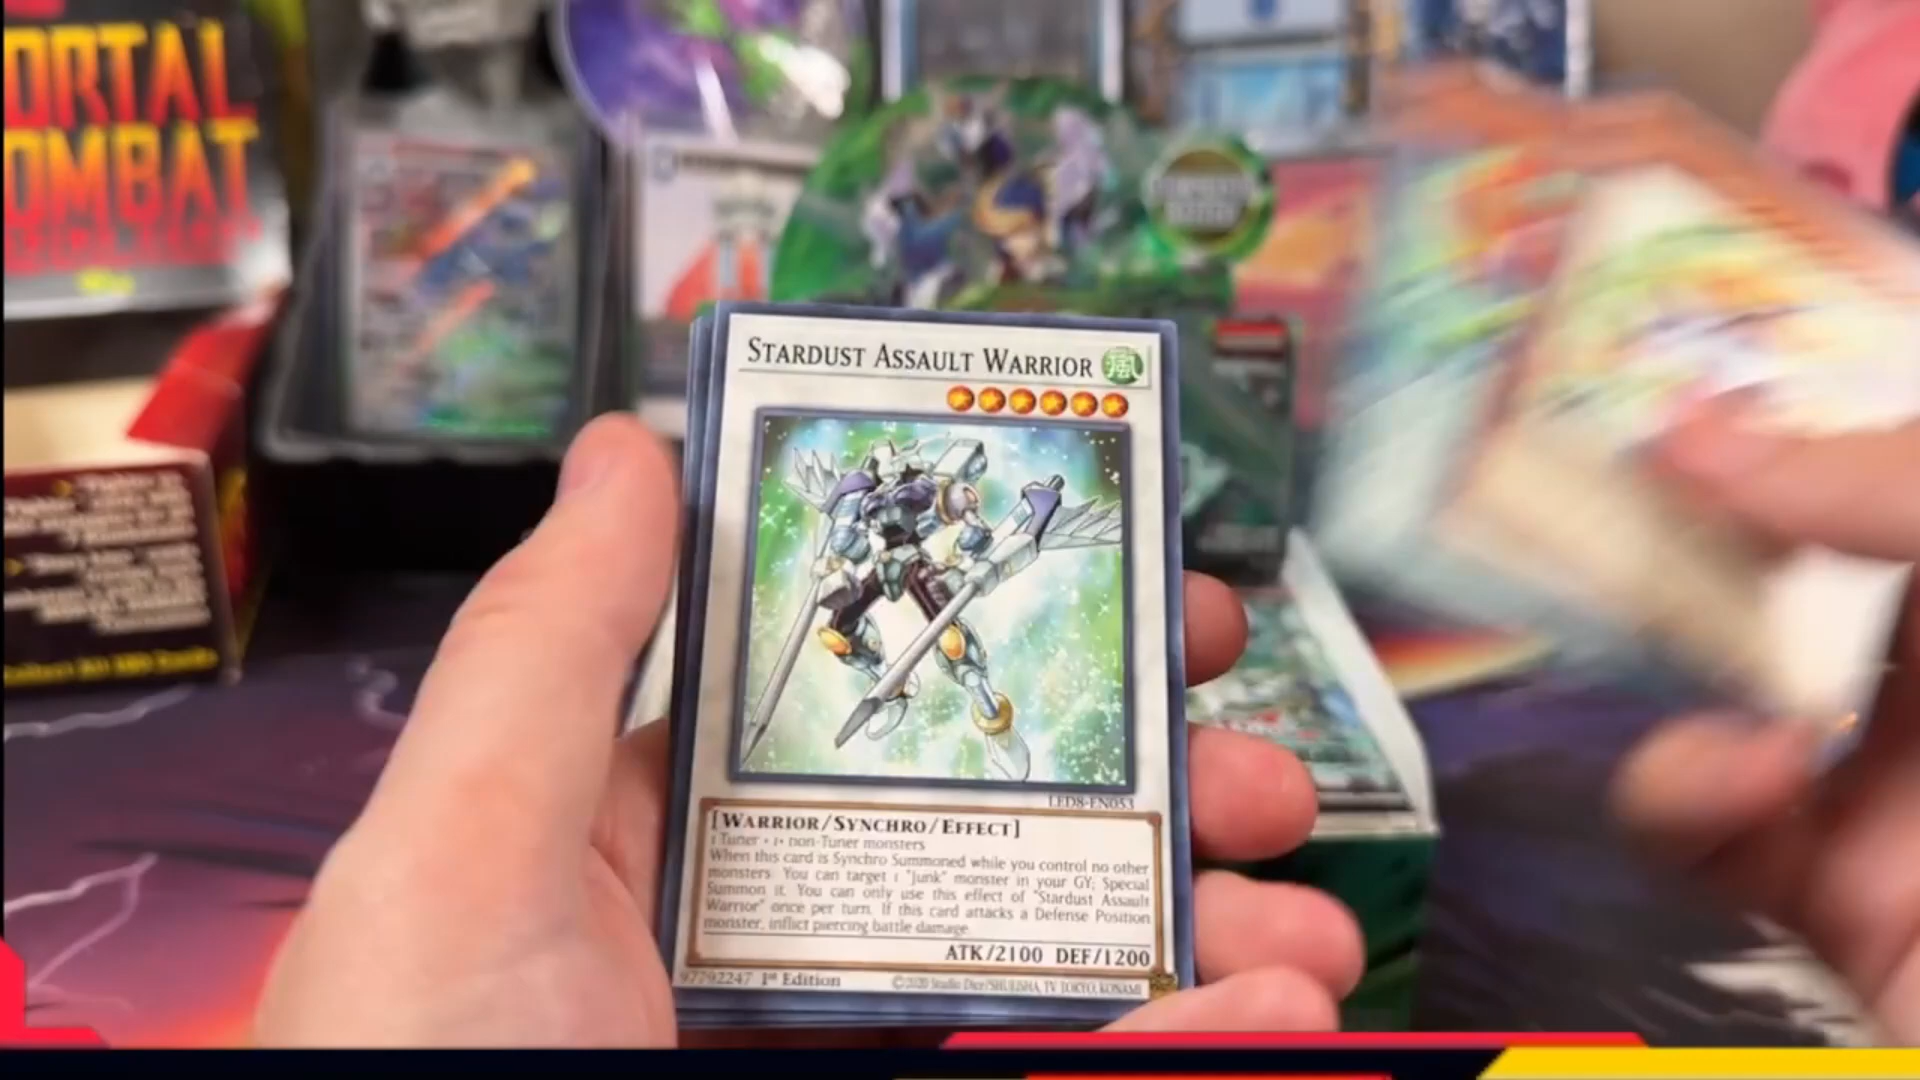 ORTAL
OMBAT
STARDUST ASSAULT WARRIOR 風
LED8-EN053
[WARRIOR/SYNCHRO/EFFECT]
1 Tuner + 1+ non-Tuner monsters
When this card is Synchro Summoned while you control no other
monsters: You can target 1 "Junk" monster in your GY; Special
Summon it. You can only use this effect of "Stardust Assault
Warrior" once per turn. If this card attacks a Defense Position
monster, inflict piercing battle damage.
ATK/2100 DEF/1200
97792247 1st Edition ©2020 Studio Dice/SHUEISHA, TV TOKYO, KONAMI